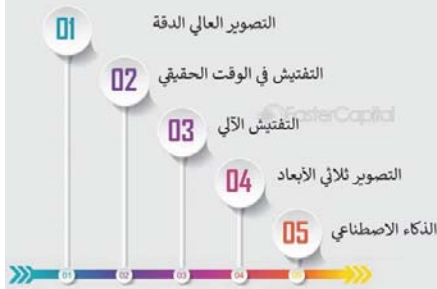 01 التصوير العالي الدقة
02 التفتيش في الوقت الحقيقي
FasterCapital
03 التفتيش الآلي
04 التصوير ثلاثي الأبعاد
05 الذكاء الاصطناعي
01 02 03 04 05